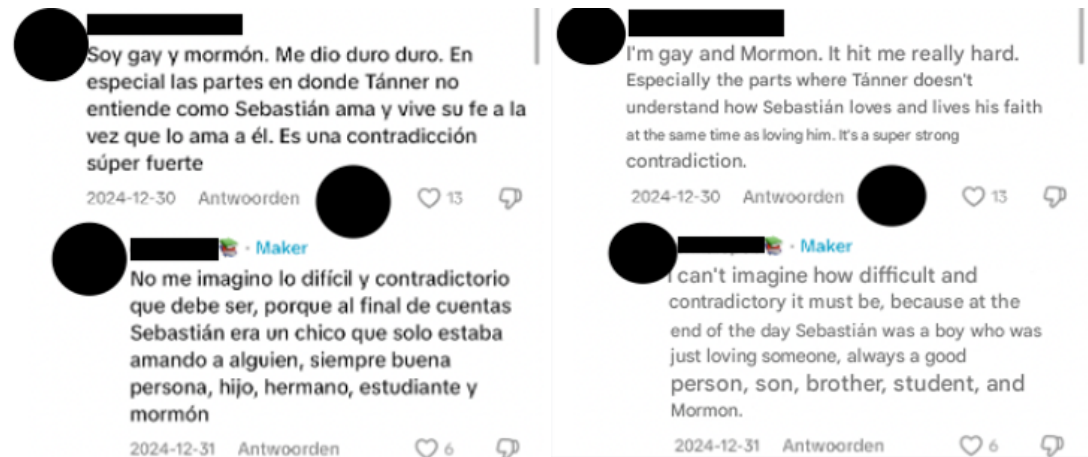 Soy gay y mormón. Me dio duro duro. En
especial las partes en donde Tánner no
entiende como Sebastián ama y vive su fe a la
vez que lo ama a él. Es una contradicción
súper fuerte
2024-12-30 Antwoorden 13
· Maker
No me imagino lo difícil y contradictorio
que debe ser, porque al final de cuentas
Sebastián era un chico que solo estaba
amando a alguien, siempre buena
persona, hijo, hermano, estudiante y
mormón
2024-12-31 Antwoorden 6
I'm gay and Mormon. It hit me really hard.
Especially the parts where Tánner doesn't
understand how Sebastián loves and lives his faith
at the same time as loving him. It's a super strong
contradiction.
2024-12-30 Antwoorden 13
· Maker
I can't imagine how difficult and
contradictory it must be, because at the
end of the day Sebastián was a boy who was
just loving someone, always a good
person, son, brother, student, and
Mormon.
2024-12-31 Antwoorden 6